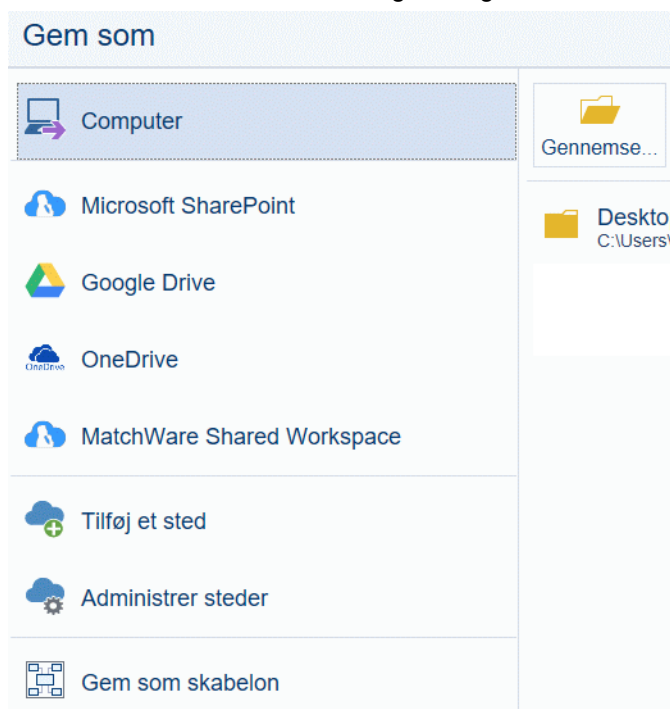 Gem som
Computer
Gennemse...
Microsoft SharePoint
Deskto
C:\Users\
Google Drive
OneDrive
OneDrive
MatchWare Shared Workspace
Tilføj et sted
Administrer steder
Gem som skabelon